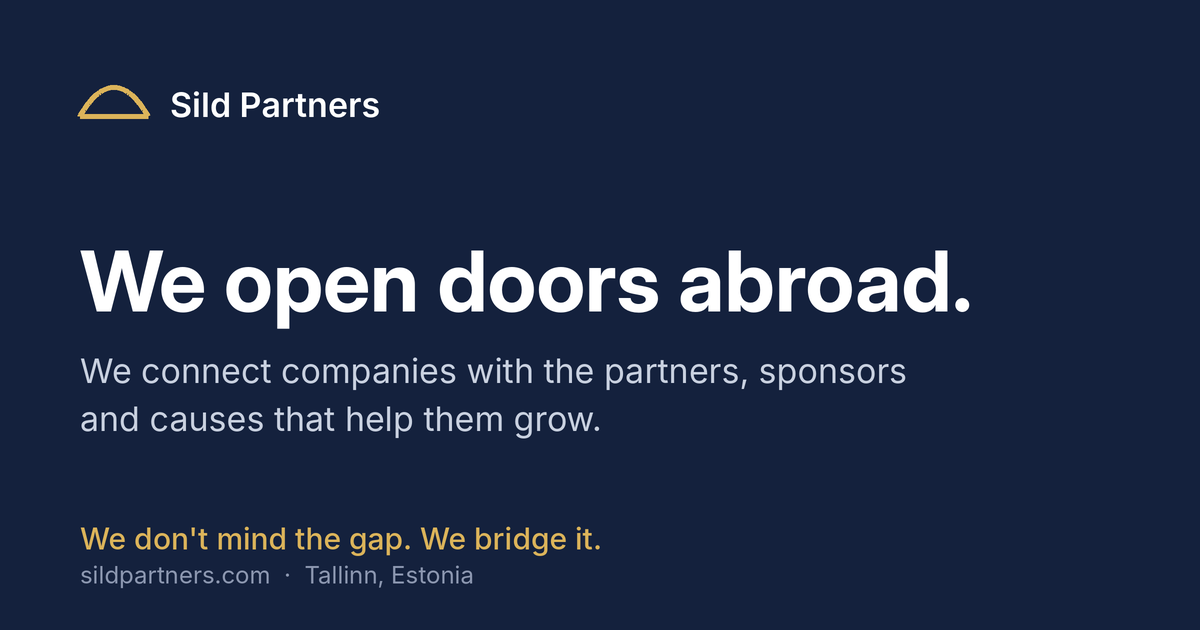 Sild Partners
We open doors abroad.
We connect companies with the partners, sponsors
and causes that help them grow.
We don't mind the gap. We bridge it.
sildpartners.com · Tallinn, Estonia